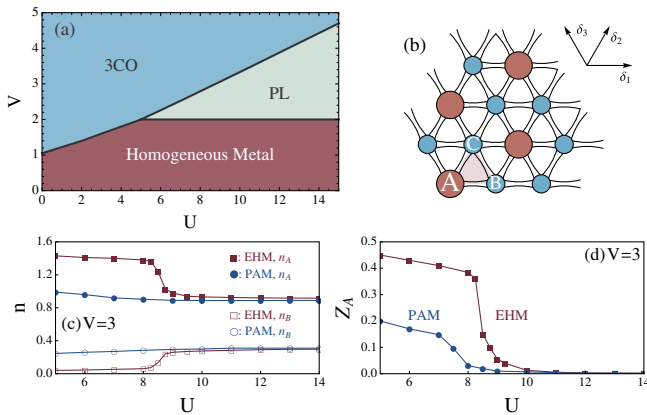 (a)
3CO
PL
Homogeneous Metal
V
5
4
3
2
1
0
0 2 4 6 8 10 12 14
U
(b)
δ3
δ2
δ1
C
A
B
n
1.6
1.2
0.8
0.4
0.0
: EHM, nA
: PAM, nA
: EHM, nB
: PAM, nB
(c) V=3
6 8 10 12 14
U
ZA
0.5
0.4
0.3
0.2
0.1
0.0
(d) V=3
PAM
EHM
6 8 10 12 14
U